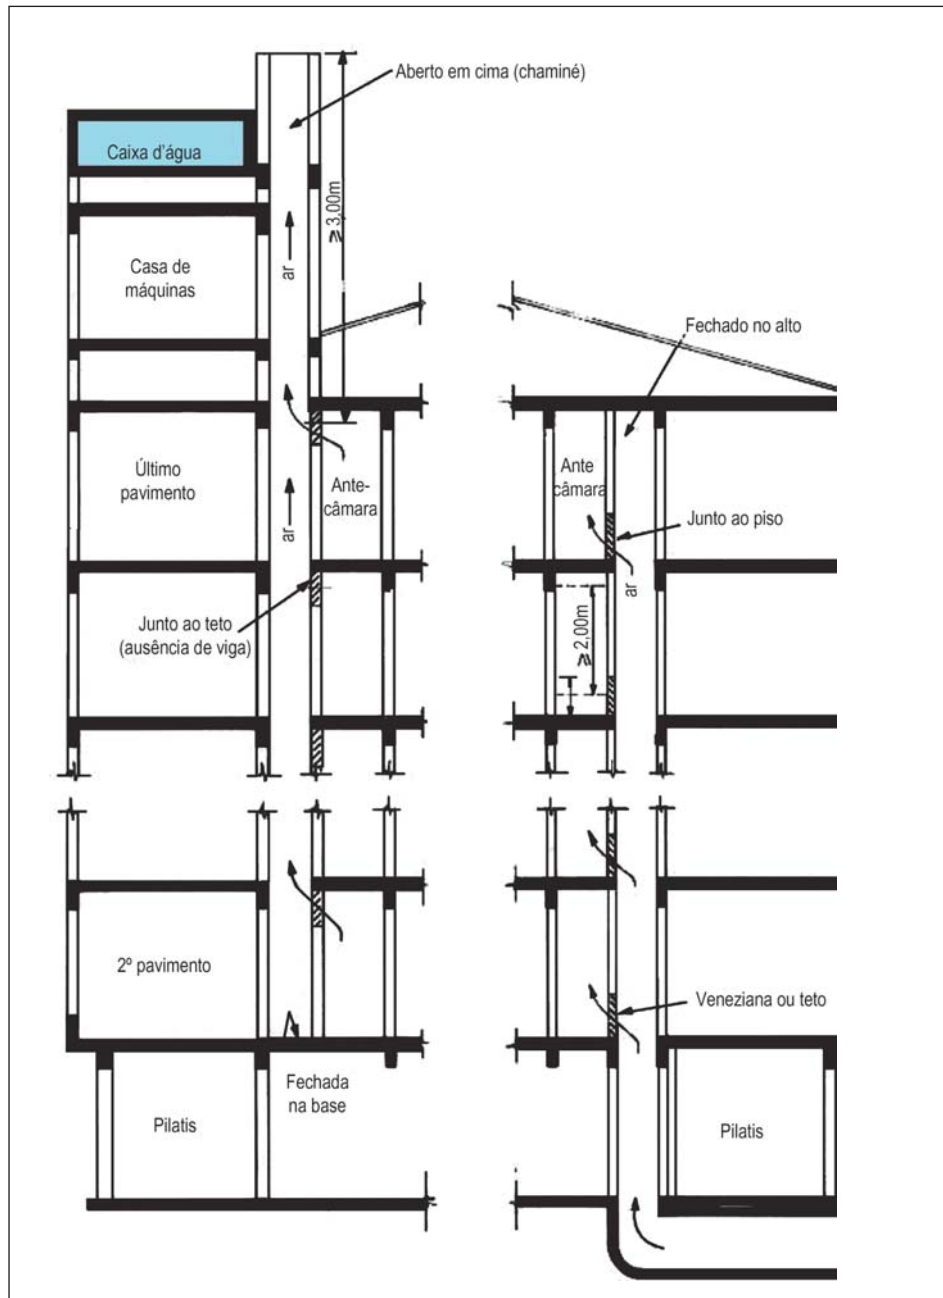 Aberto em cima (chaminé)
Caixa d'água
≥ 3,00m
ar
Casa de
máquinas
Fechado no alto
Último
pavimento
ar
Ante-
câmara
Ante
câmara
Junto ao piso
ar
Junto ao teto
(ausência de viga)
≥ 2,00m
2º pavimento
Veneziana ou teto
Fechada
na base
Pilatis
Pilatis